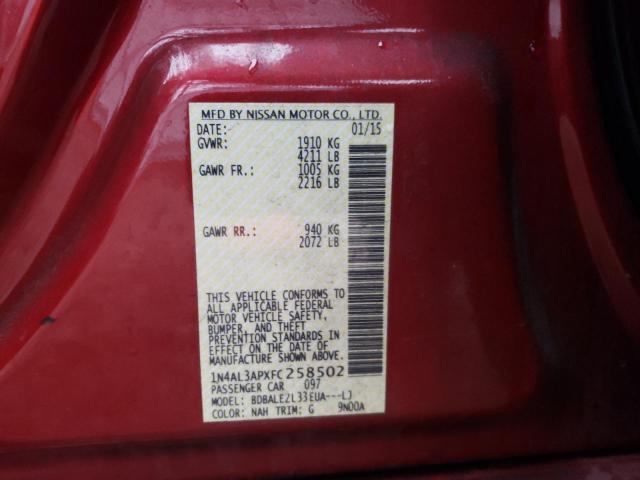 MFD BY NISSAN MOTOR CO., LTD.
DATE: 01/15
GVWR: 1910 KG
4211 LB
GAWR FR.: 1005 KG
2216 LB
GAWR RR.: 940 KG
2072 LB
THIS VEHICLE CONFORMS TO
ALL APPLICABLE FEDERAL
MOTOR VEHICLE SAFETY,
BUMPER, AND THEFT
PREVENTION STANDARDS IN
EFFECT ON THE DATE OF
MANUFACTURE SHOWN ABOVE.
1N4AL3APXFC258502
PASSENGER CAR 097
MODEL: BDBALE2L33EUA---LJ
COLOR: NAH TRIM: G 9N00A